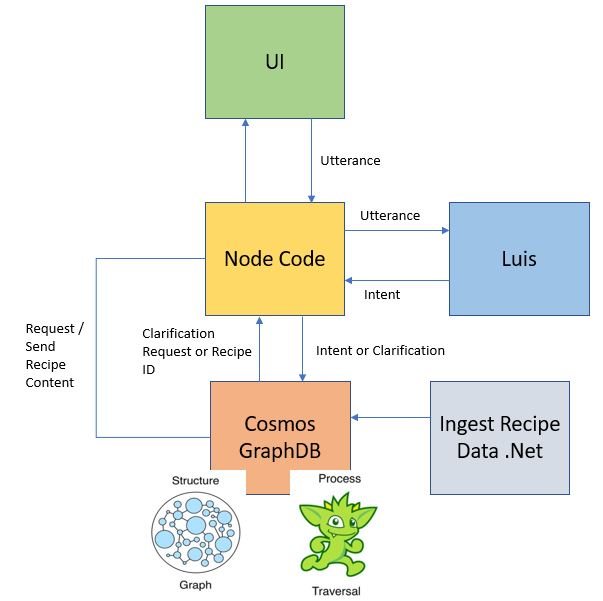 UI
Utterance
Utterance
Node Code
Luis
Intent
Request /
Send
Recipe
Content
Clarification
Request or Recipe
ID
Intent or Clarification
Cosmos
GraphDB
Ingest Recipe
Data .Net
Structure
Process
Graph
Traversal